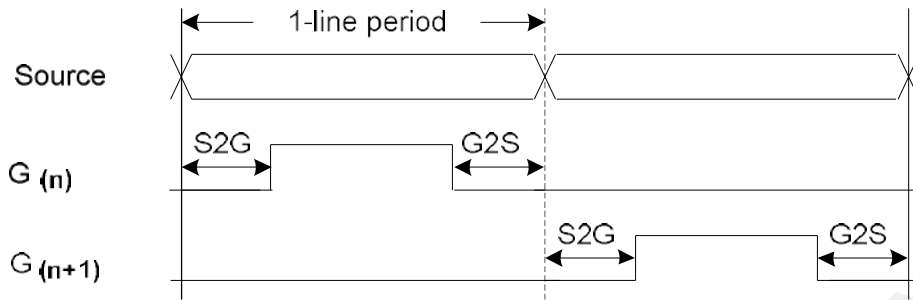 1-line period
Source
S2G G2S
G (n)
S2G G2S
G (n+1)